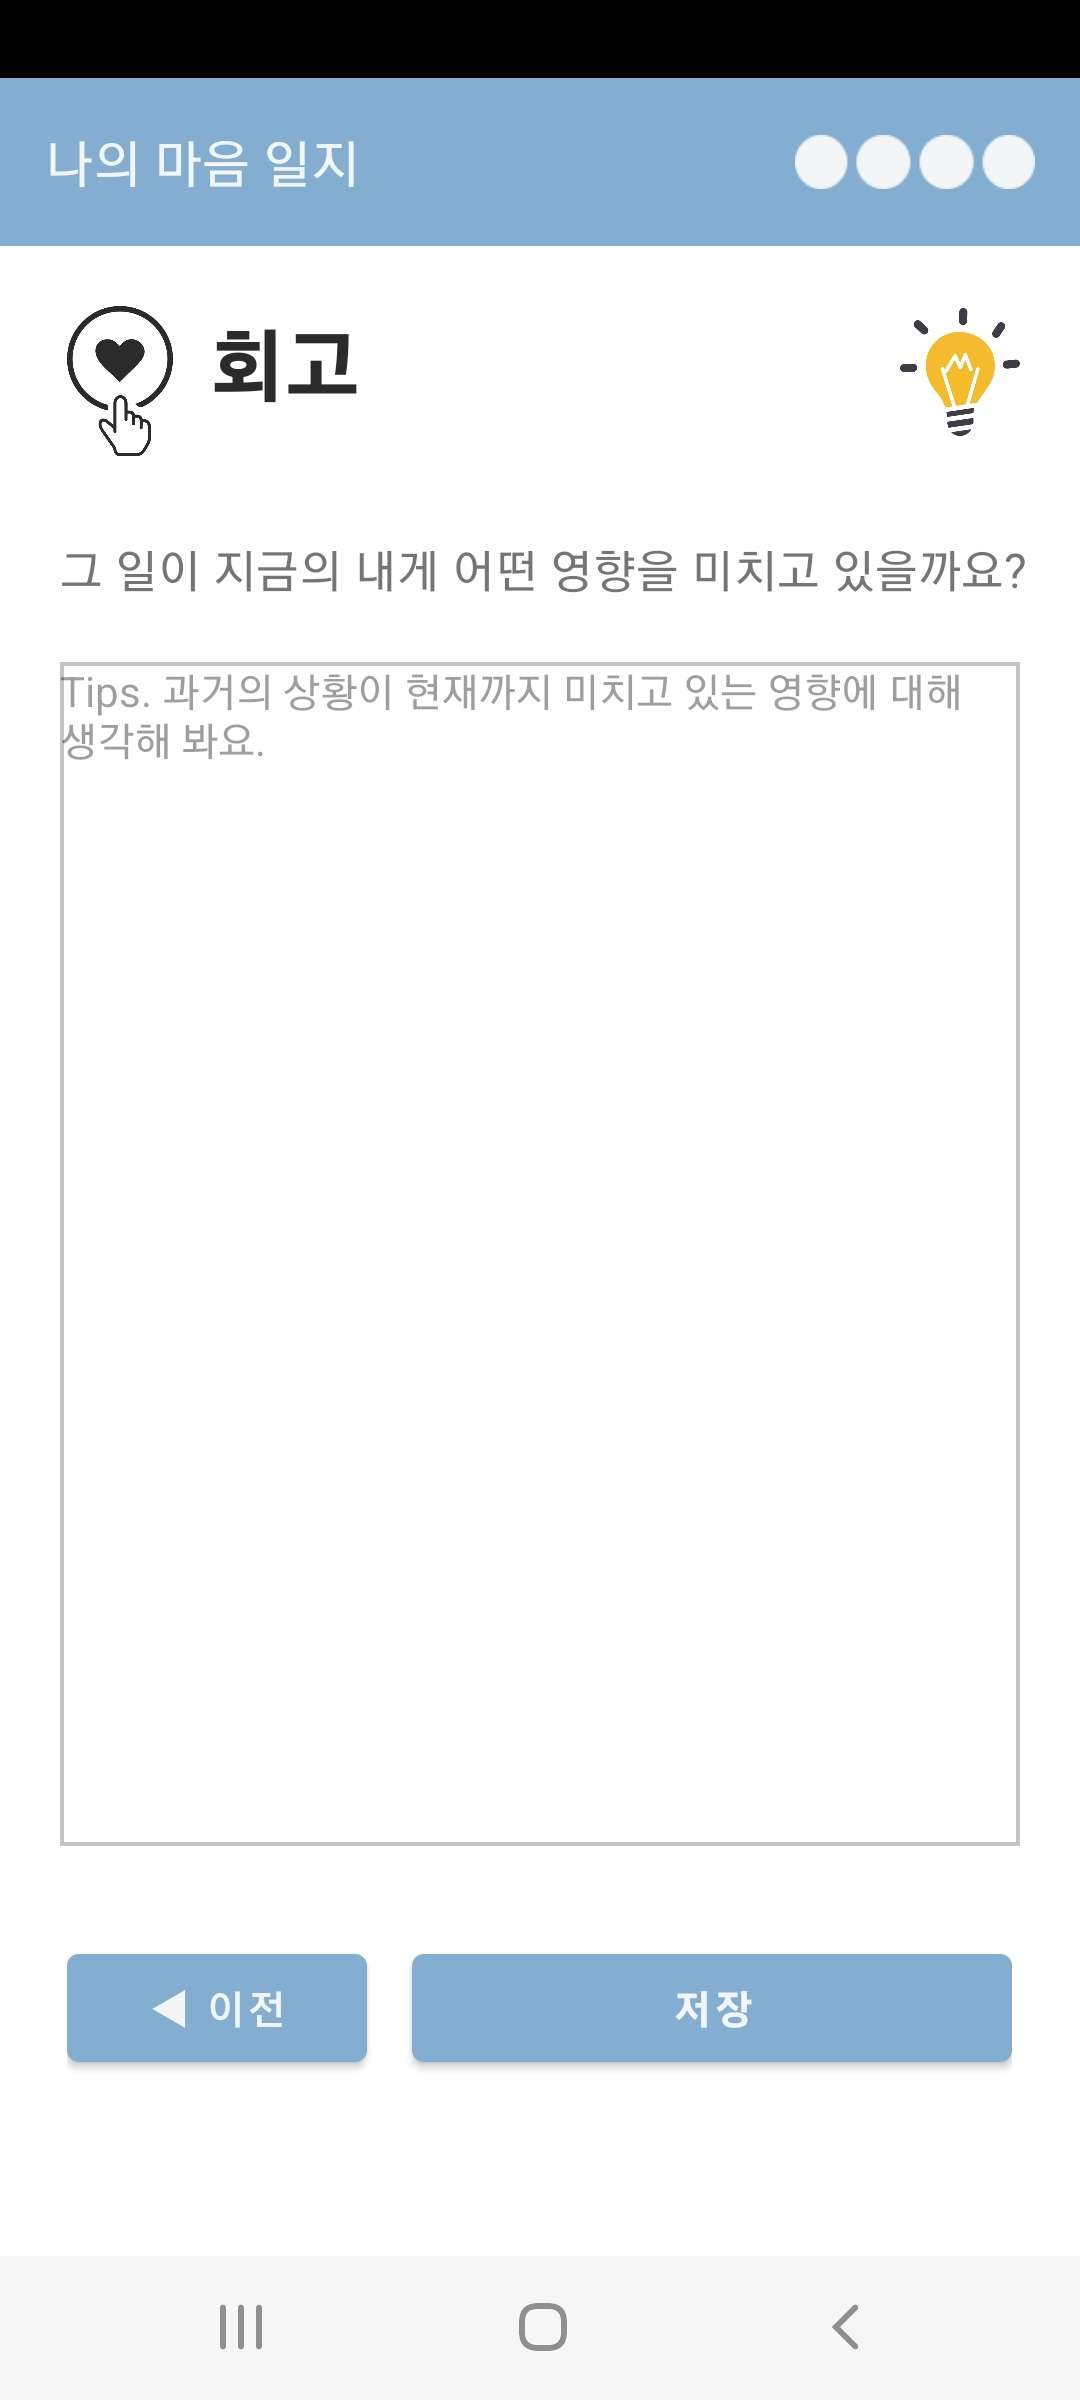 나의 마음 일지
회고
그 일이 지금의 내게 어떤 영향을 미치고 있을까요?
Tips. 과거의 상황이 현재까지 미치고 있는 영향에 대해
생각해 봐요.
◀ 이전
저장